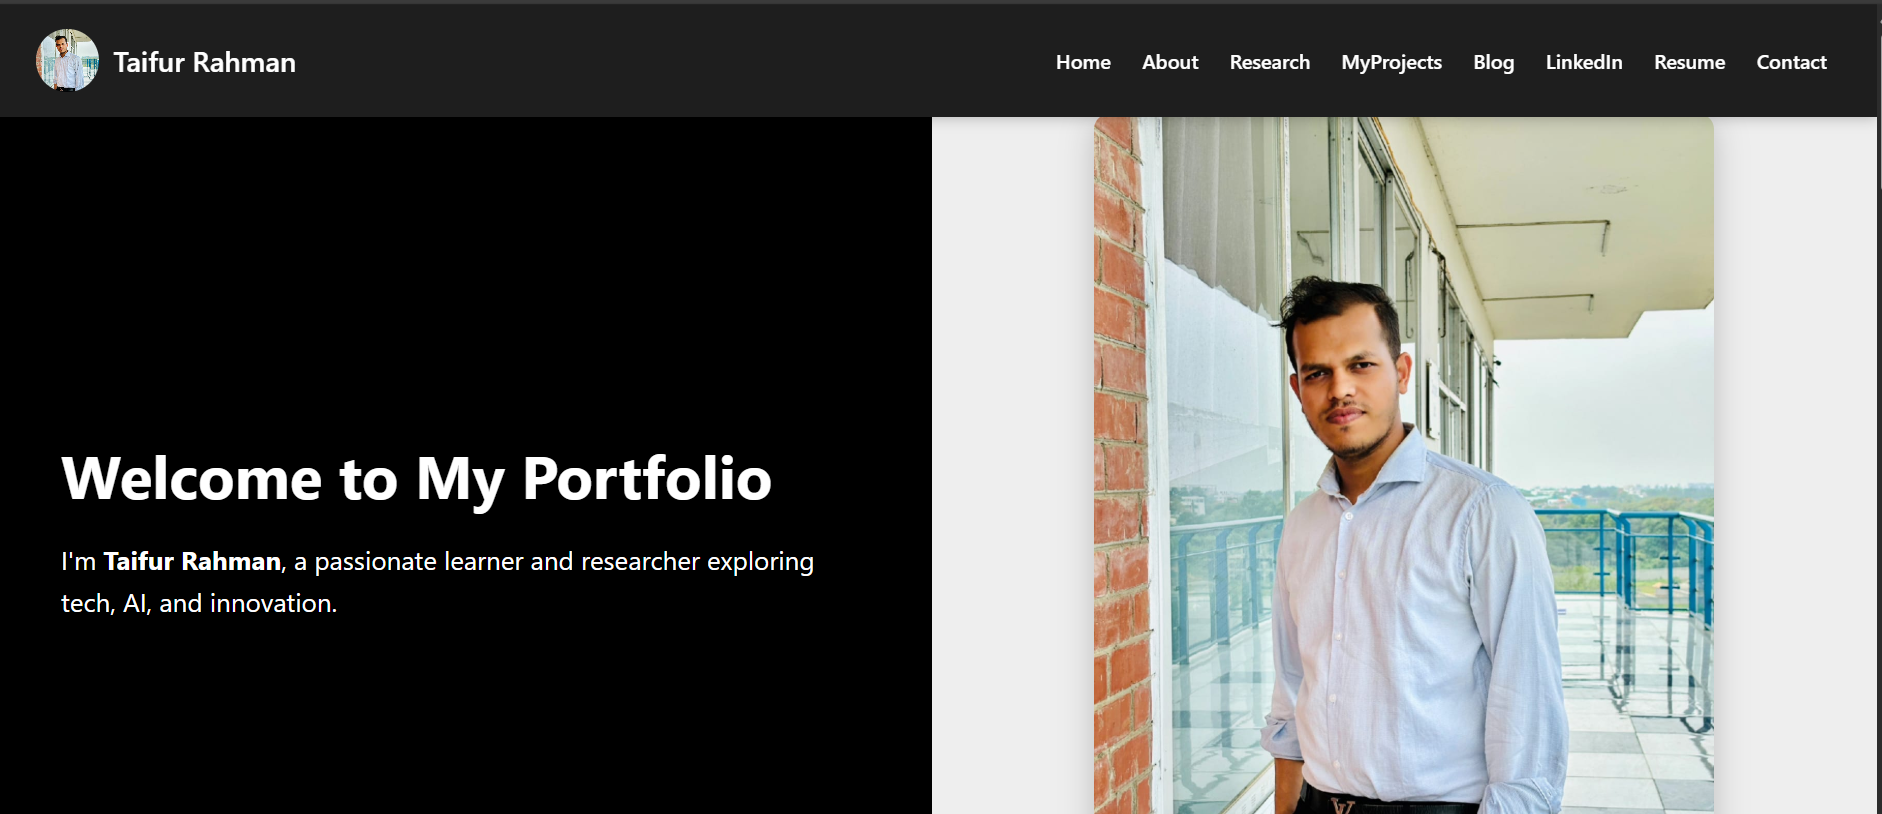 Taifur Rahman
Home About Research MyProjects Blog LinkedIn Resume Contact
Welcome to My Portfolio
I'm Taifur Rahman, a passionate learner and researcher exploring
tech, AI, and innovation.